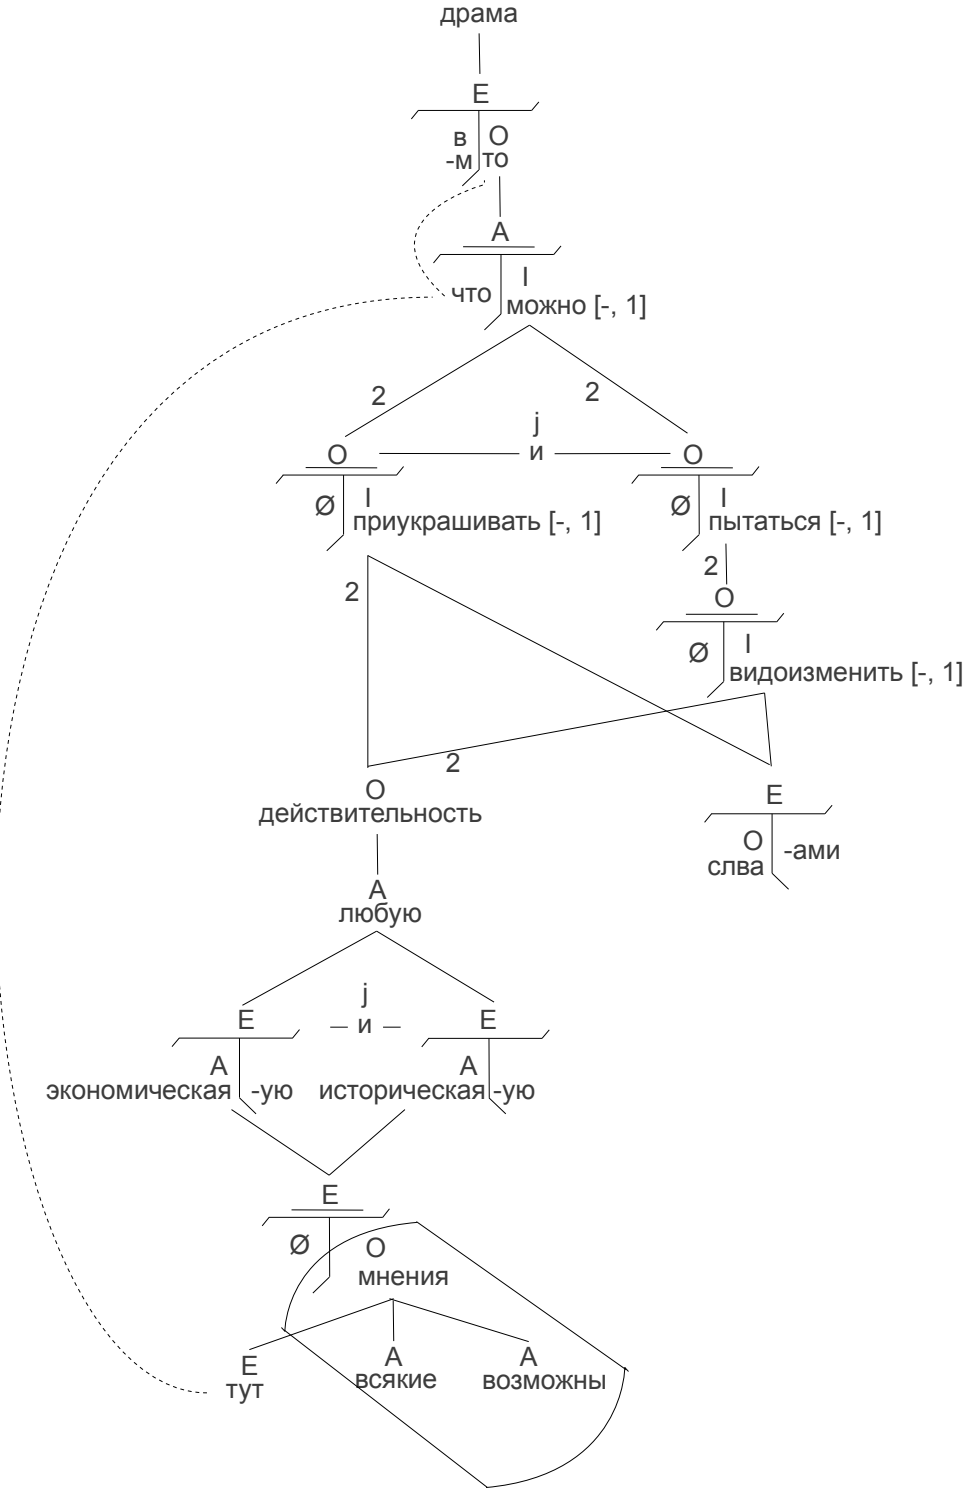 драма
E
в O
-м то
A
что I
можно [-, 1]
2 2
j
O и O
Ø I Ø I
приукрашивать [-, 1] пытаться [-, 1]
2 2
O
Ø I
видоизменить [-, 1]
2
O E
действительность O -ами
слва
A
любую
j
E и E
A A
экономическая -ую историческая -ую
E
Ø O
мнения
E A A
тут всякие возможны